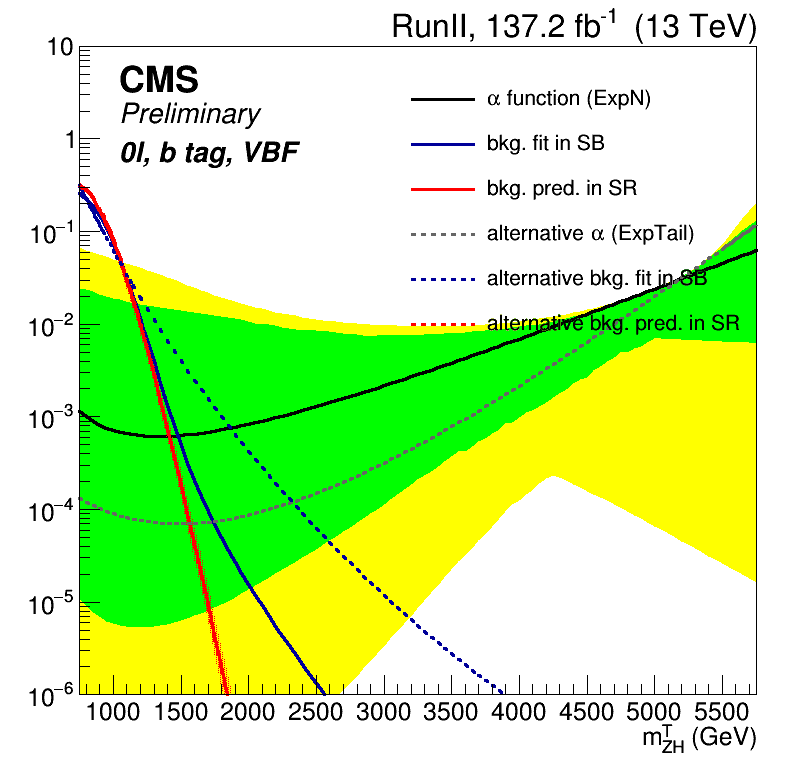 RunII, 137.2 fb⁻¹ (13 TeV)
10
1
10⁻¹
10⁻²
10⁻³
10⁻⁴
10⁻⁵
10⁻⁶
CMS
Preliminary
0l, b tag, VBF
α function (ExpN)
bkg. fit in SB
bkg. pred. in SR
alternative α (ExpTail)
alternative bkg. fit in SB
alternative bkg. pred. in SR
1000 1500 2000 2500 3000 3500 4000 4500 5000 5500
m_ZH^T (GeV)